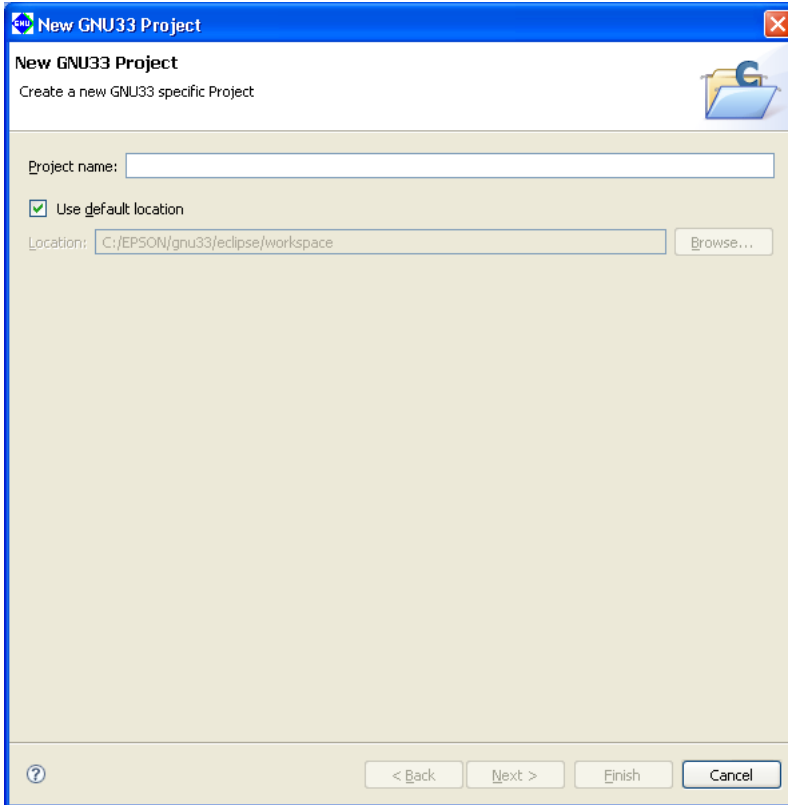 GNU New GNU33 Project
New GNU33 Project
Create a new GNU33 specific Project
C
Project name:
Use default location
Location: C:/EPSON/gnu33/eclipse/workspace Browse...
? < Back Next > Finish Cancel